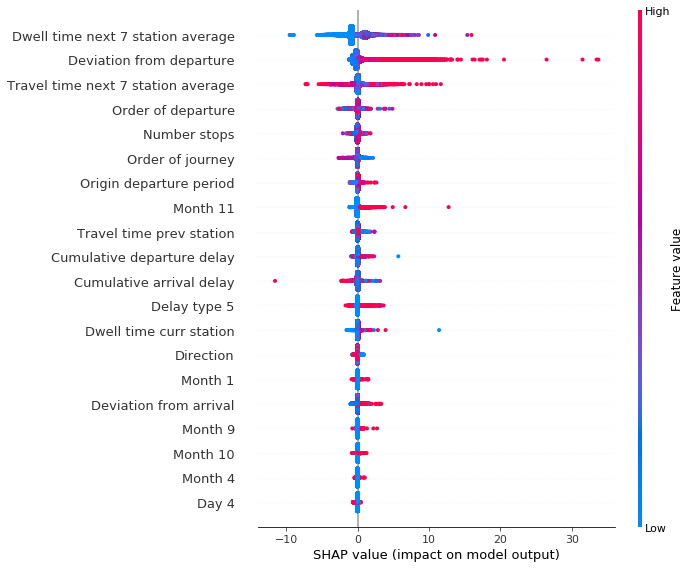 High
Dwell time next 7 station average
Deviation from departure
Travel time next 7 station average
Order of departure
Number stops
Order of journey
Origin departure period
Month 11
Travel time prev station
Cumulative departure delay
Cumulative arrival delay
Delay type 5
Dwell time curr station
Direction
Month 1
Deviation from arrival
Month 9
Month 10
Month 4
Day 4
Feature value
Low
−10 0 10 20 30
SHAP value (impact on model output)